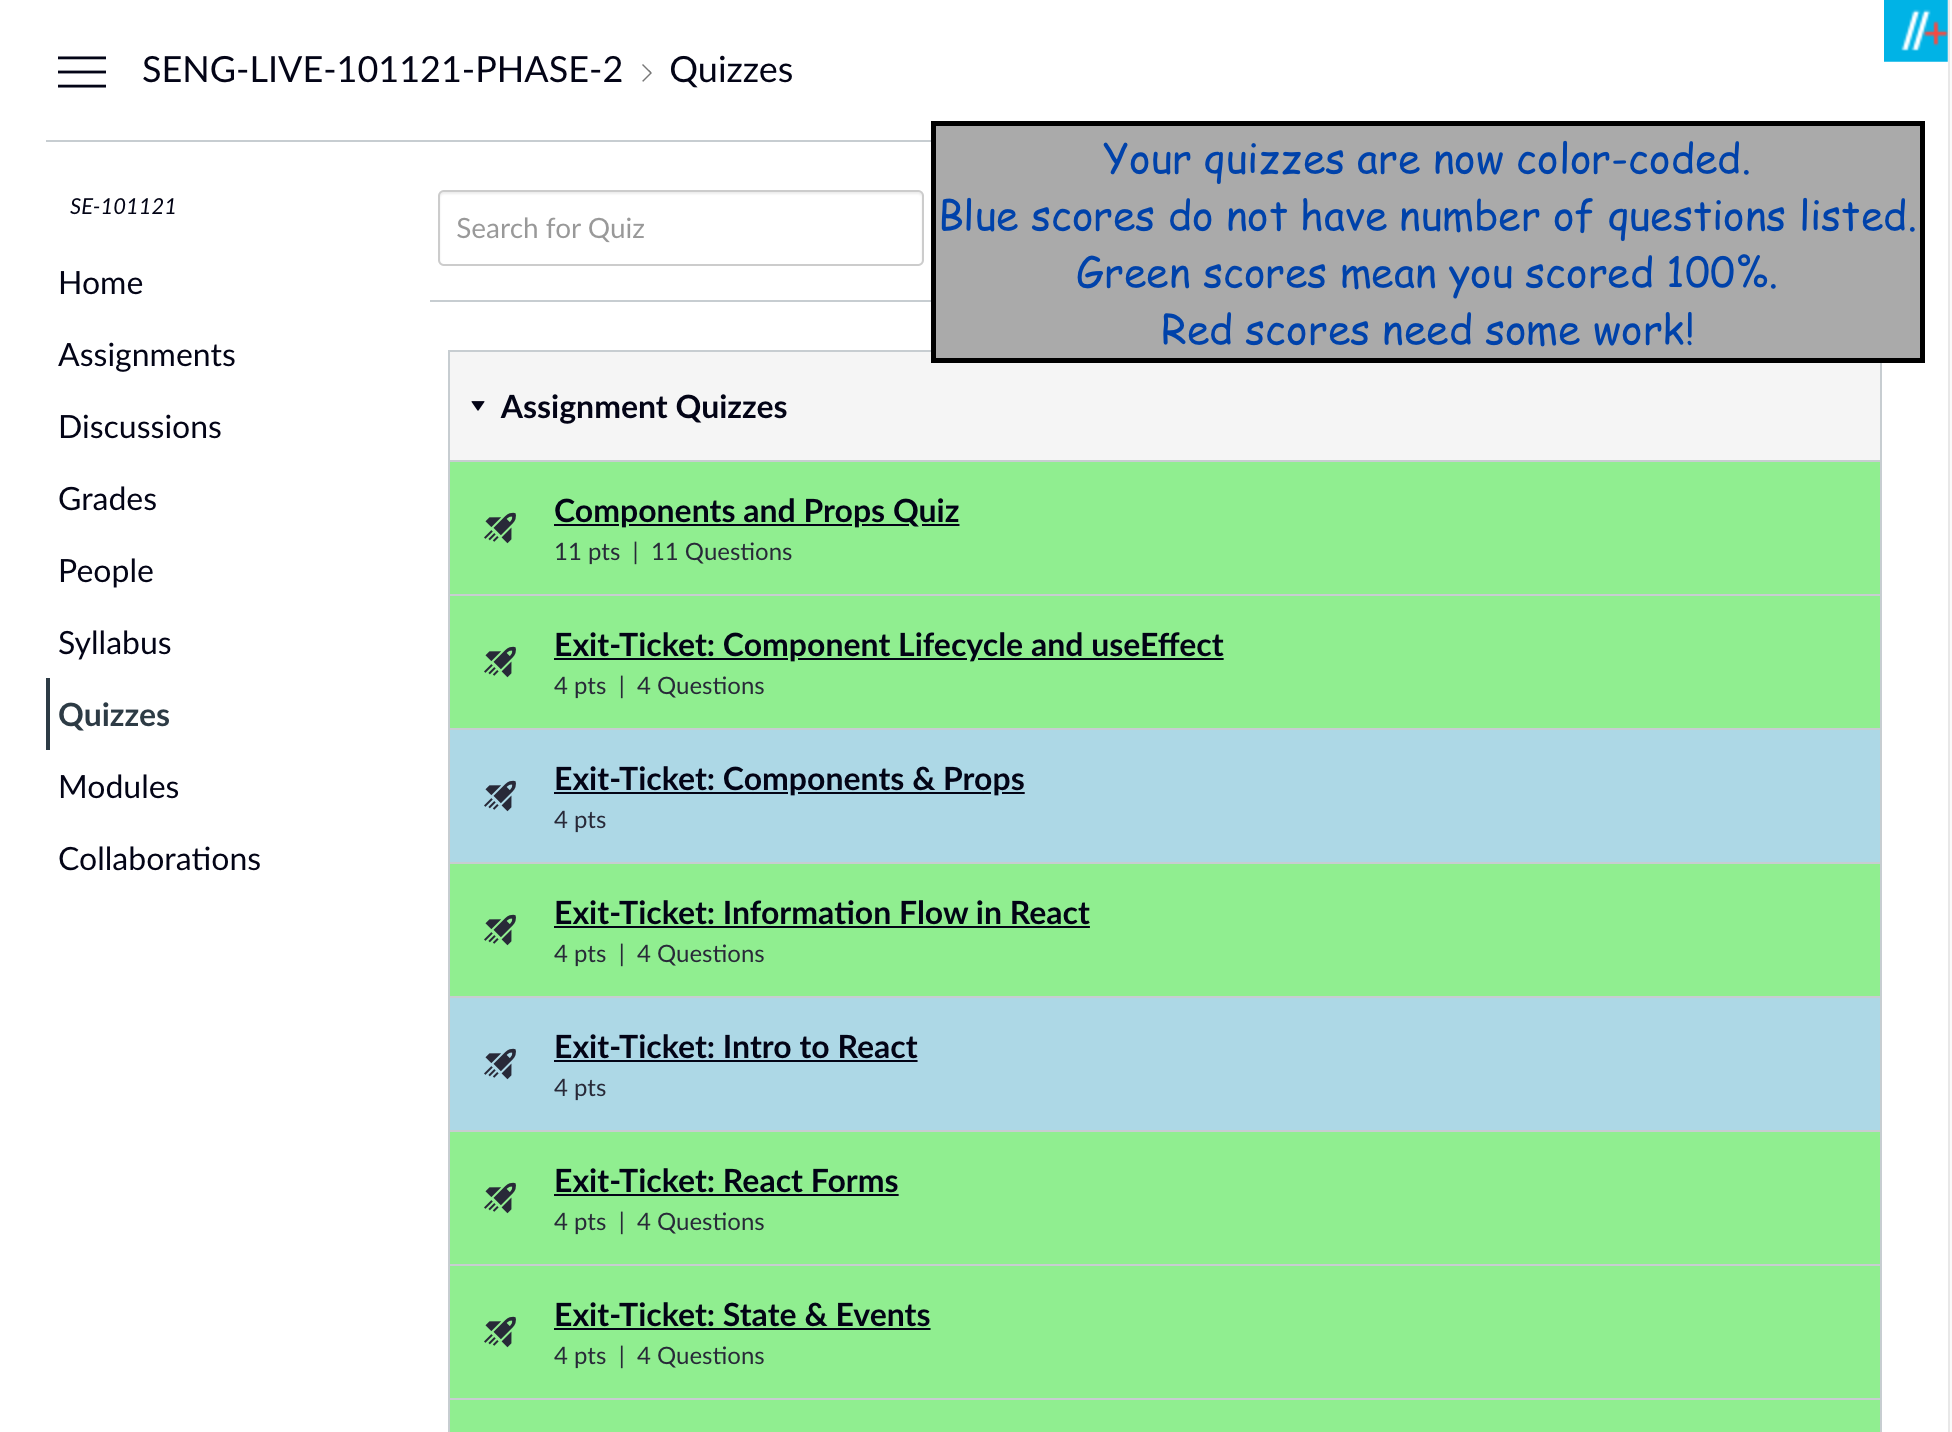 SENG-LIVE-101121-PHASE-2 › Quizzes
Your quizzes are now color-coded.
Blue scores do not have number of questions listed.
Green scores mean you scored 100%.
Red scores need some work!
SE-101121
Home
Assignments
Discussions
Grades
People
Syllabus
Quizzes
Modules
Collaborations
Search for Quiz
Assignment Quizzes
Components and Props Quiz
11 pts | 11 Questions
Exit-Ticket: Component Lifecycle and useEffect
4 pts | 4 Questions
Exit-Ticket: Components & Props
4 pts
Exit-Ticket: Information Flow in React
4 pts | 4 Questions
Exit-Ticket: Intro to React
4 pts
Exit-Ticket: React Forms
4 pts | 4 Questions
Exit-Ticket: State & Events
4 pts | 4 Questions